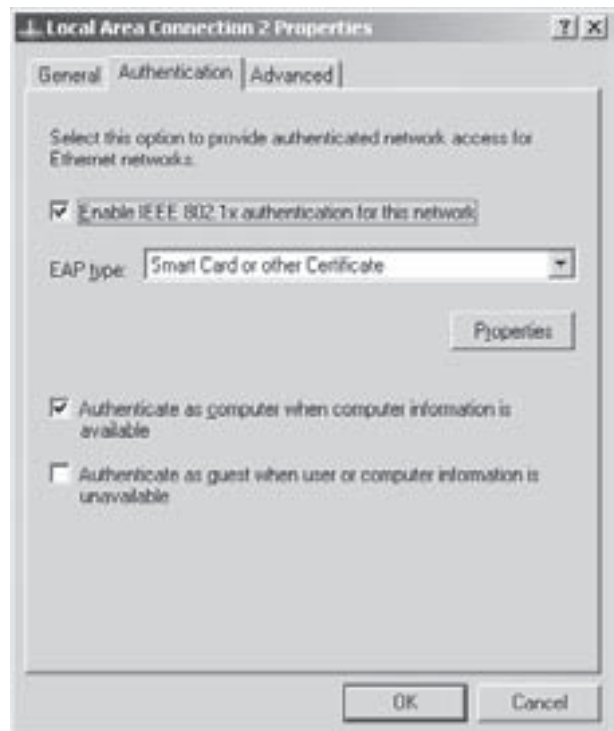 Local Area Connection 2 Properties
General Authentication Advanced
Select this option to provide authenticated network access for
Ethernet networks.
Enable IEEE 802.1x authentication for this network
EAP type: Smart Card or other Certificate
Properties
Authenticate as computer when computer information is
available
Authenticate as guest when user or computer information is
unavailable
OK Cancel